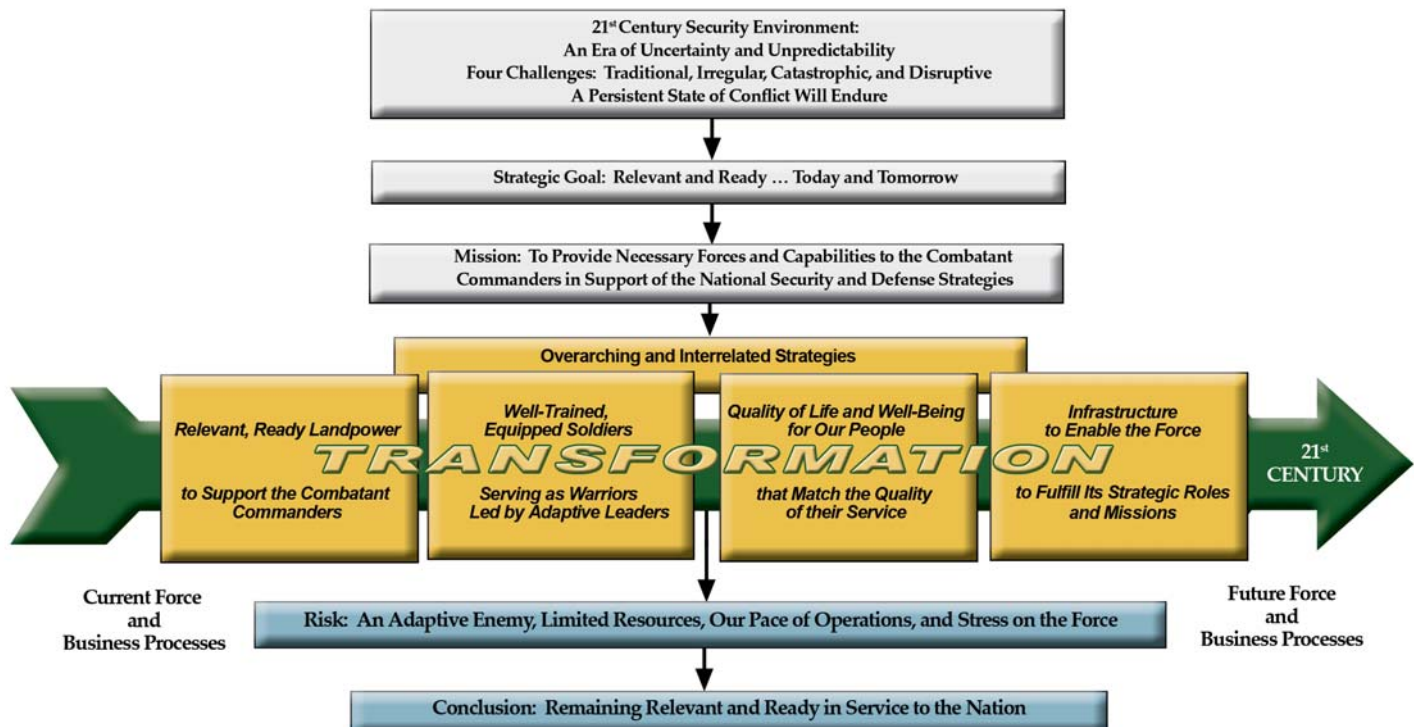 21st Century Security Environment:
An Era of Uncertainty and Unpredictability
Four Challenges: Traditional, Irregular, Catastrophic, and Disruptive
A Persistent State of Conflict Will Endure
Strategic Goal: Relevant and Ready … Today and Tomorrow
Mission: To Provide Necessary Forces and Capabilities to the Combatant
Commanders in Support of the National Security and Defense Strategies
Overarching and Interrelated Strategies
Relevant, Ready Landpower
to Support the Combatant
Commanders
Well-Trained,
Equipped Soldiers
Serving as Warriors
Led by Adaptive Leaders
Quality of Life and Well-Being
for Our People
that Match the Quality
of their Service
Infrastructure
to Enable the Force
to Fulfill Its Strategic Roles
and Missions
TRANSFORMATION
21st
CENTURY
Current Force
and
Business Processes
Future Force
and
Business Processes
Risk: An Adaptive Enemy, Limited Resources, Our Pace of Operations, and Stress on the Force
Conclusion: Remaining Relevant and Ready in Service to the Nation